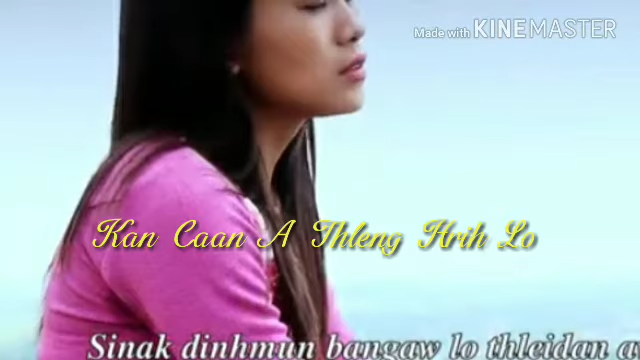 Made with KINEMASTER
Kan Caan A Thleng Hrih Lo
Sinak dinhmun bangaw lo thleidan a